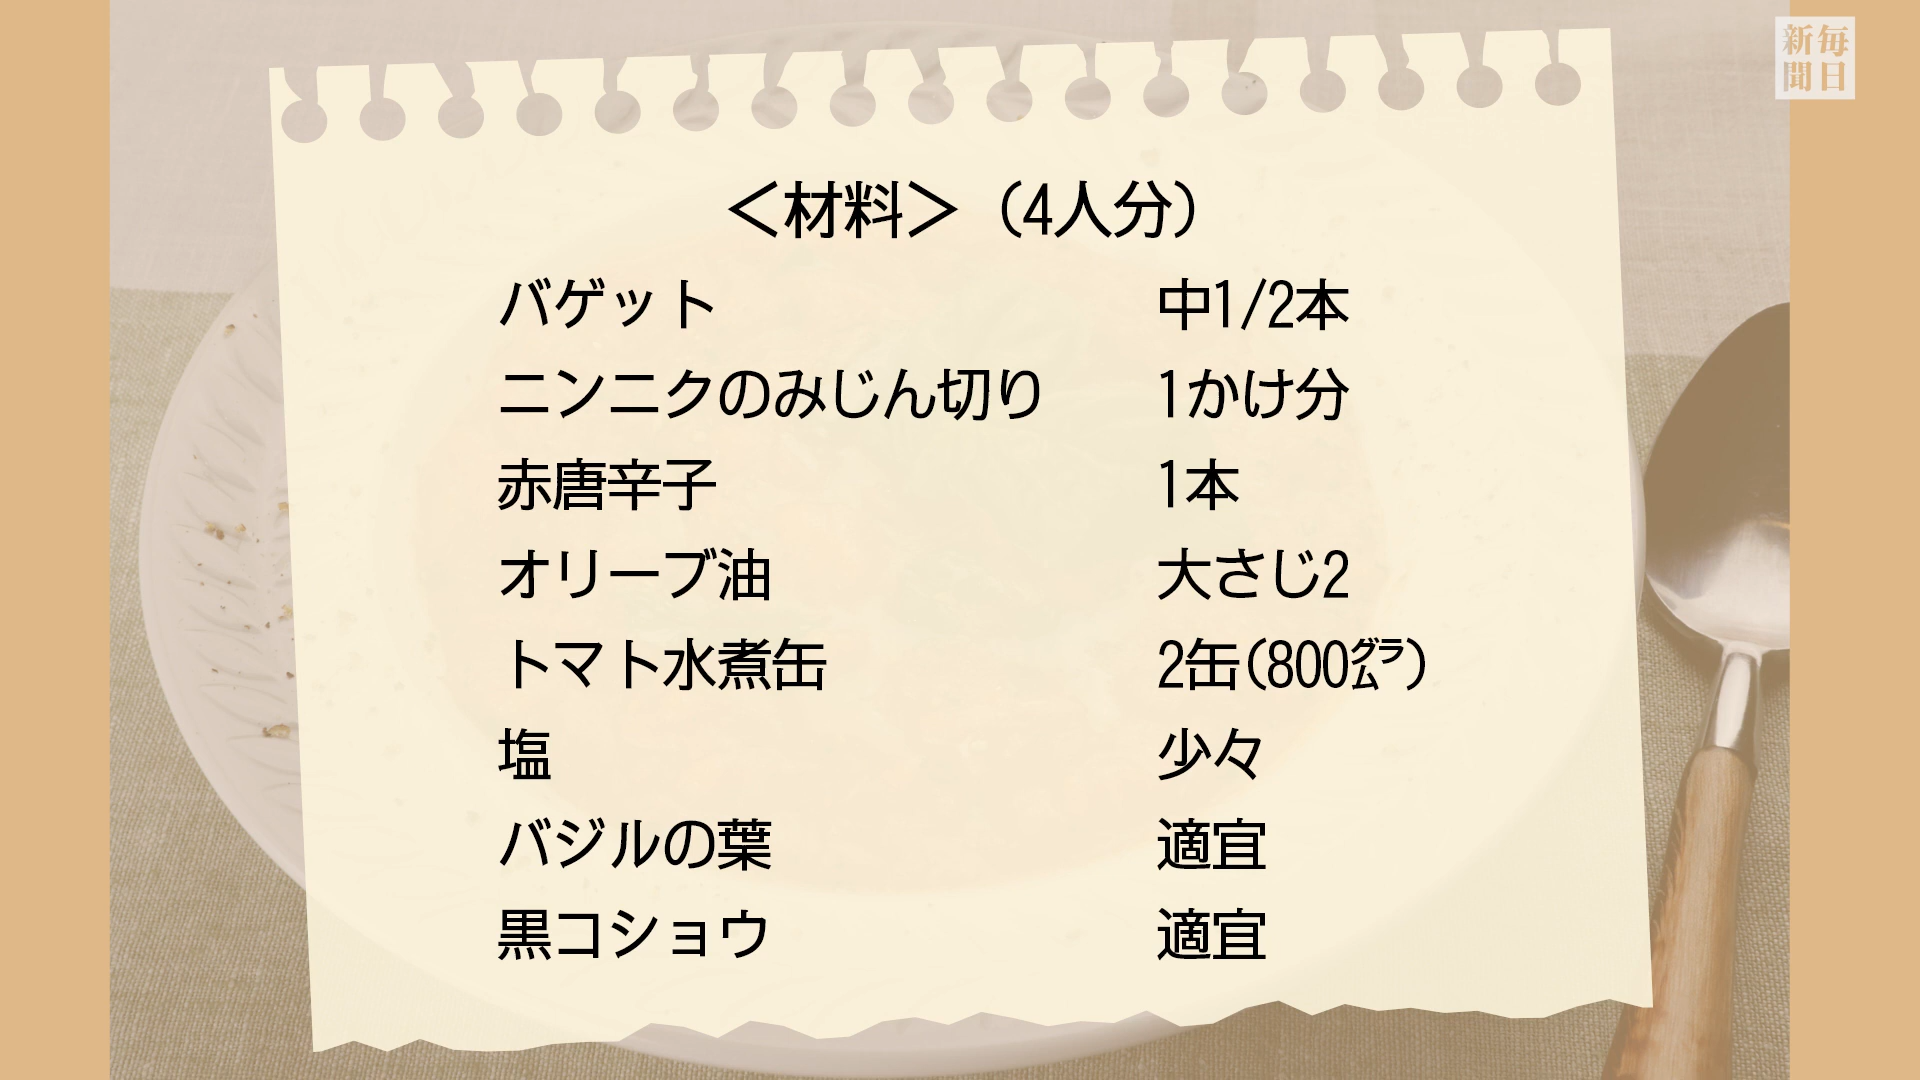 毎日
新聞
＜材料＞（4人分）
バゲット 中1/2本
ニンニクのみじん切り 1かけ分
赤唐辛子 1本
オリーブ油 大さじ2
トマト水煮缶 2缶(800㌘)
塩 少々
バジルの葉 適宜
黒コショウ 適宜